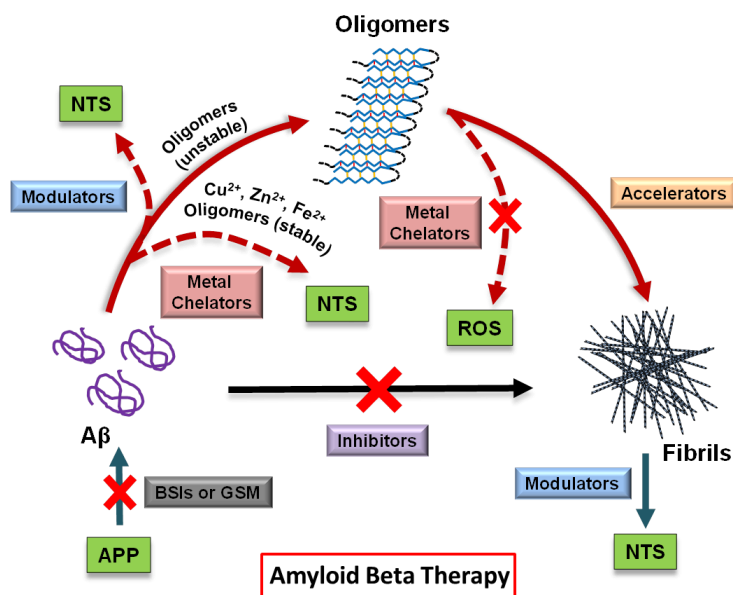 Oligomers
NTS
Oligomers
(unstable)
Modulators
Cu²⁺, Zn²⁺, Fe²⁺
Oligomers (stable)
Metal
Chelators
NTS
Metal
Chelators
Accelerators
ROS
Aβ
Inhibitors
Fibrils
BSIs or GSM
Modulators
APP
NTS
Amyloid Beta Therapy